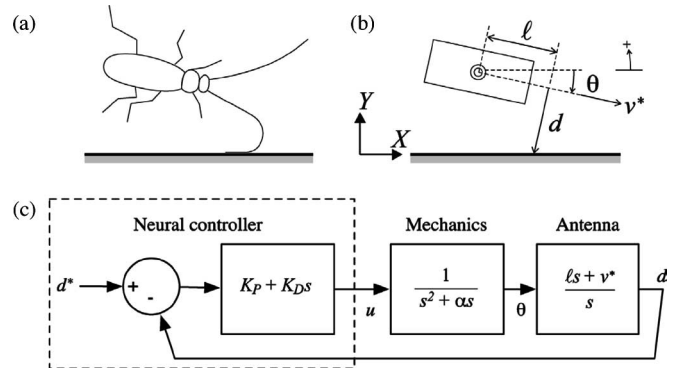 (a)
(b)
ℓ
+
θ
v*
d
Y
X
(c)
Neural controller
Mechanics
Antenna
d*
+
-
K_P + K_D s
u
1
s² + αs
θ
ℓs + v*
s
d